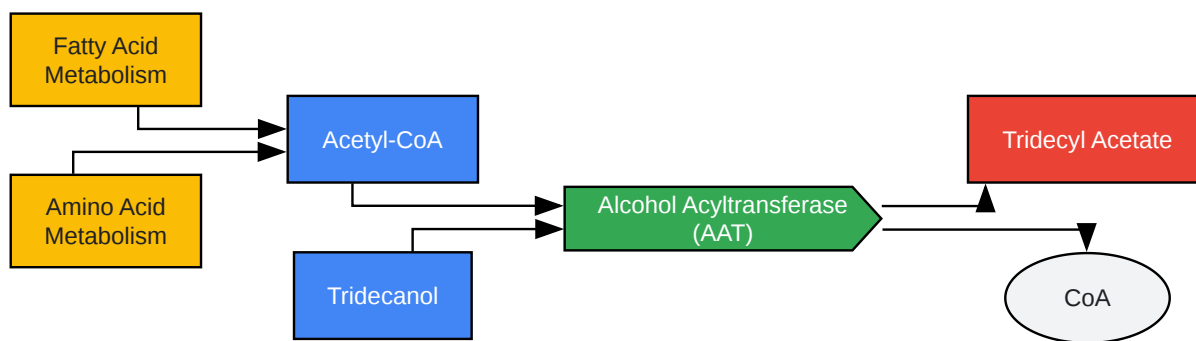 Fatty Acid
Metabolism
Acetyl-CoA
Tridecyl Acetate
Amino Acid
Metabolism
Alcohol Acyltransferase
(AAT)
Tridecanol
CoA